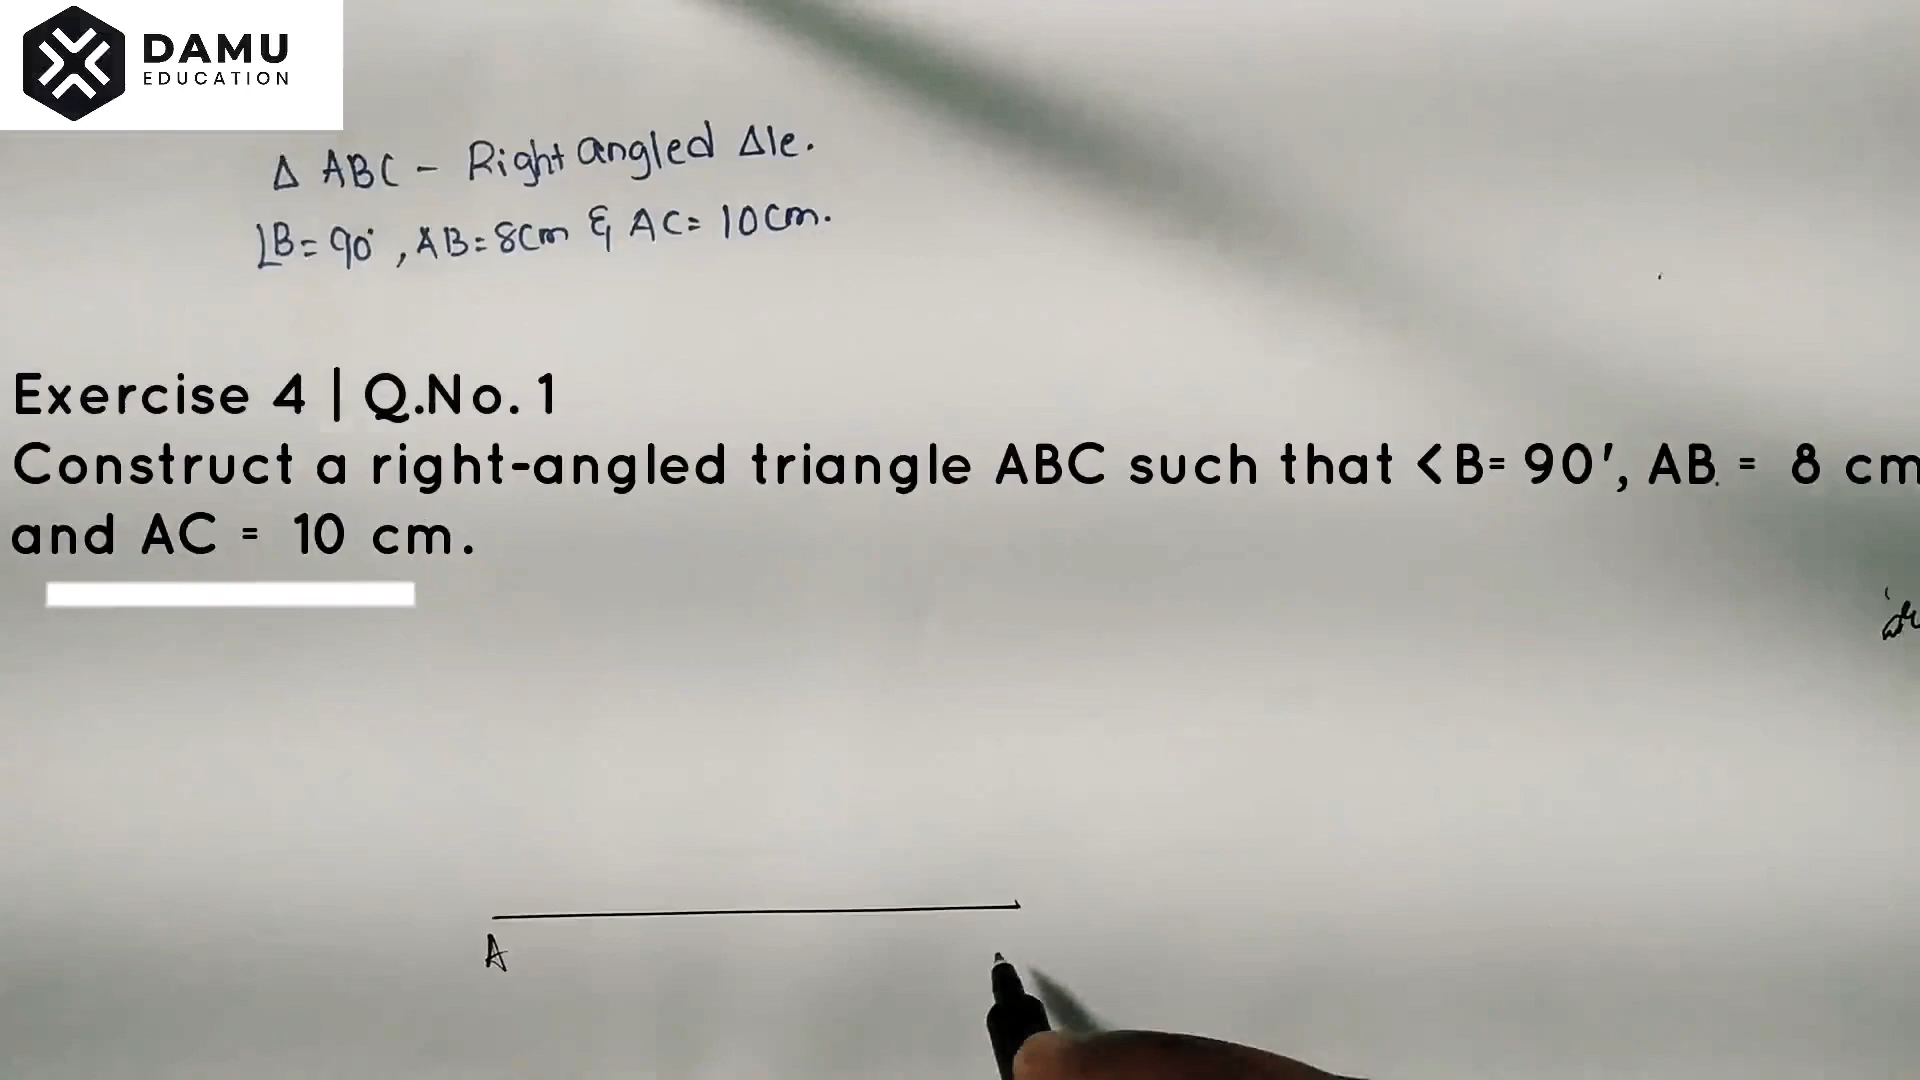 DAMU
EDUCATION
Δ ABC - Right angled Δle.
∠B = 90°, AB = 8cm & AC = 10cm.
Exercise 4 | Q.No. 1
Construct a right-angled triangle ABC such that <B= 90', AB = 8 cm
and AC = 10 cm.
A